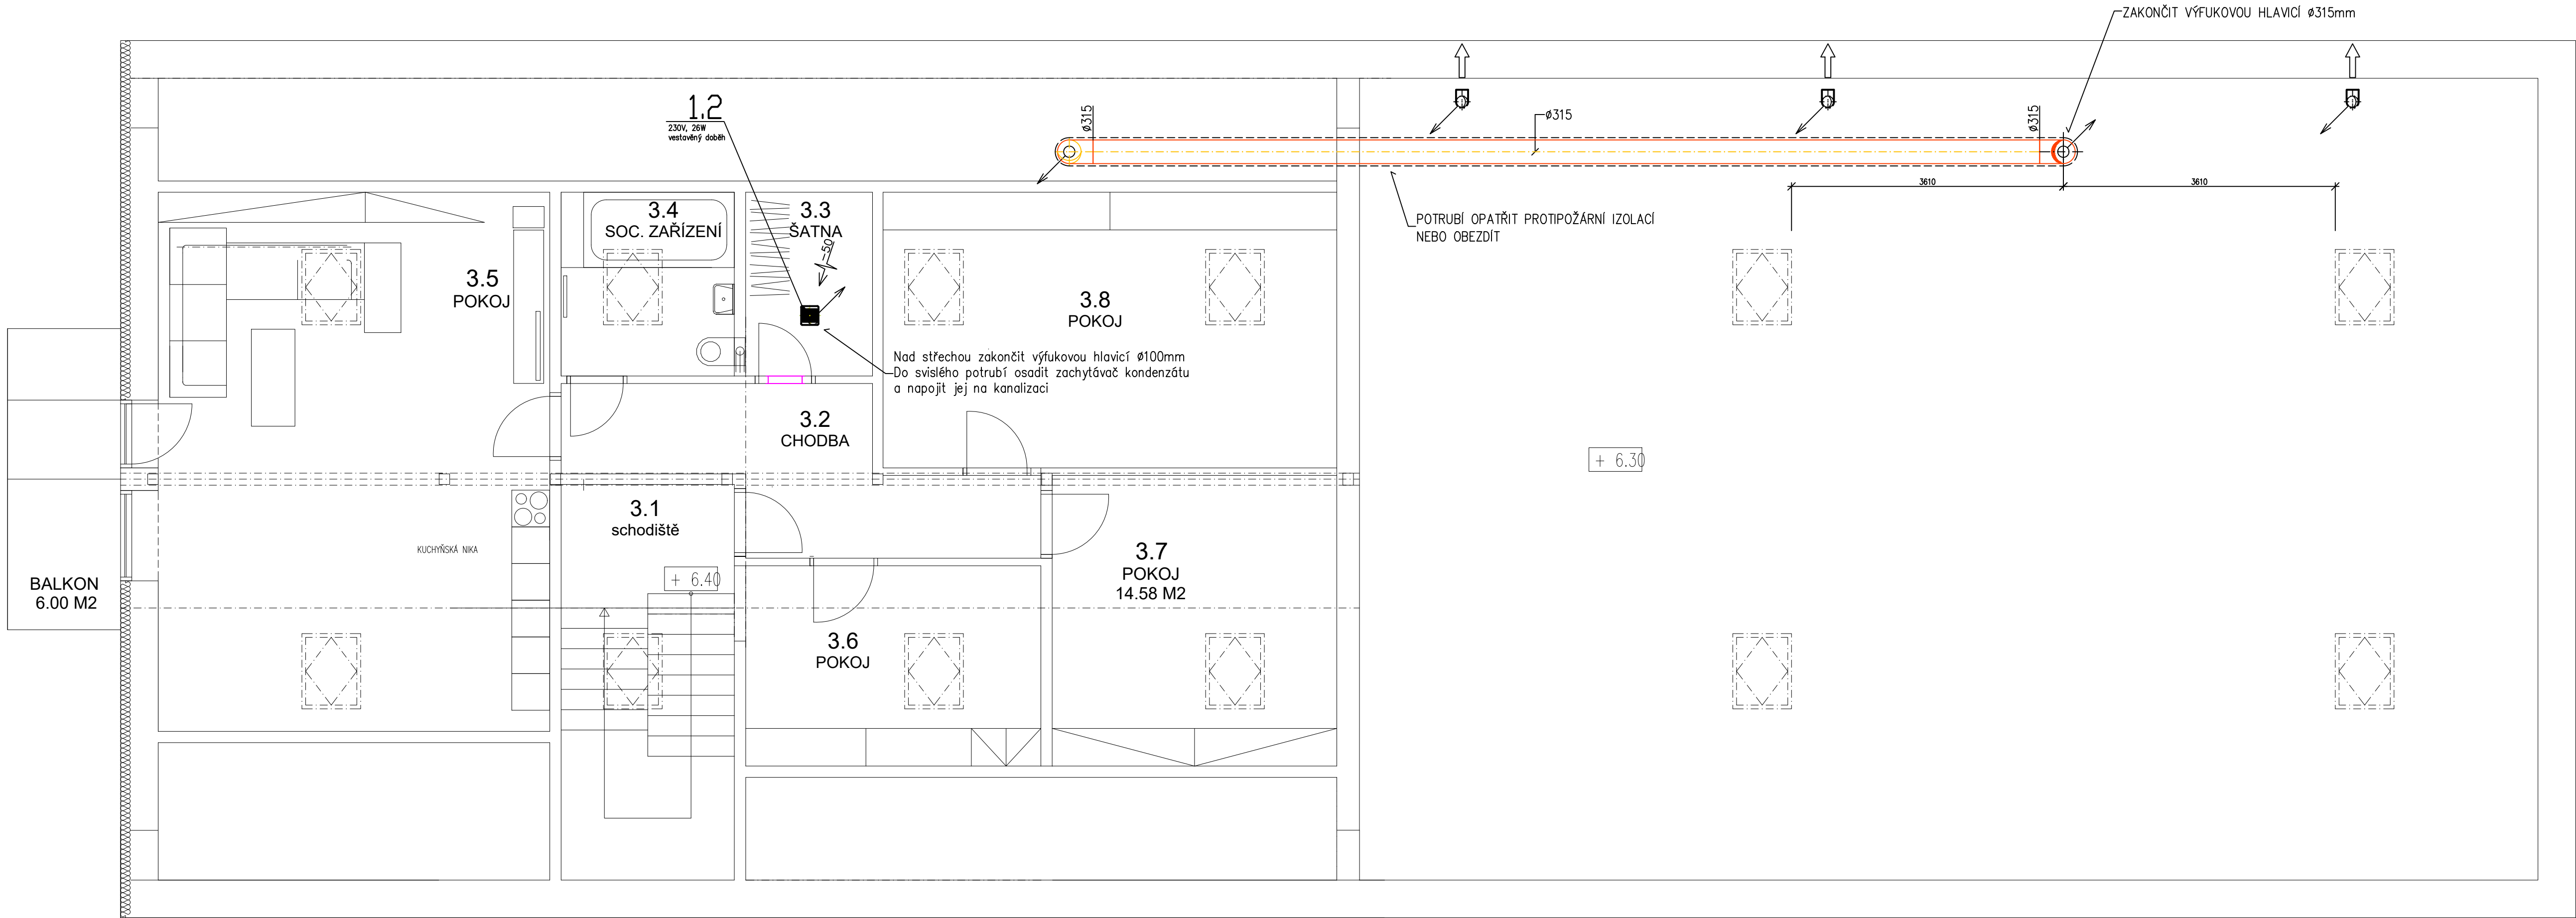 ZAKONČIT VÝFUKOVOU HLAVICÍ ø315mm
1.2
230V, 26W
vestavěný doběh
ø315
ø315
ø315
3610
3610
POTRUBÍ OPATŘIT PROTIPOŽÁRNÍ IZOLACÍ
NEBO OBEZDÍT
3.4
SOC. ZAŘÍZENÍ
3.3
ŠATNA
-50
3.5
POKOJ
3.8
POKOJ
Nad střechou zakončit výfukovou hlavicí ø100mm
Do svislého potrubí osadit zachytávač kondenzátu
a napojit jej na kanalizaci
3.2
CHODBA
+ 6.30
3.1
schodiště
KUCHYŇSKÁ NIKA
3.7
POKOJ
14.58 M2
+ 6.40
BALKON
6.00 M2
3.6
POKOJ